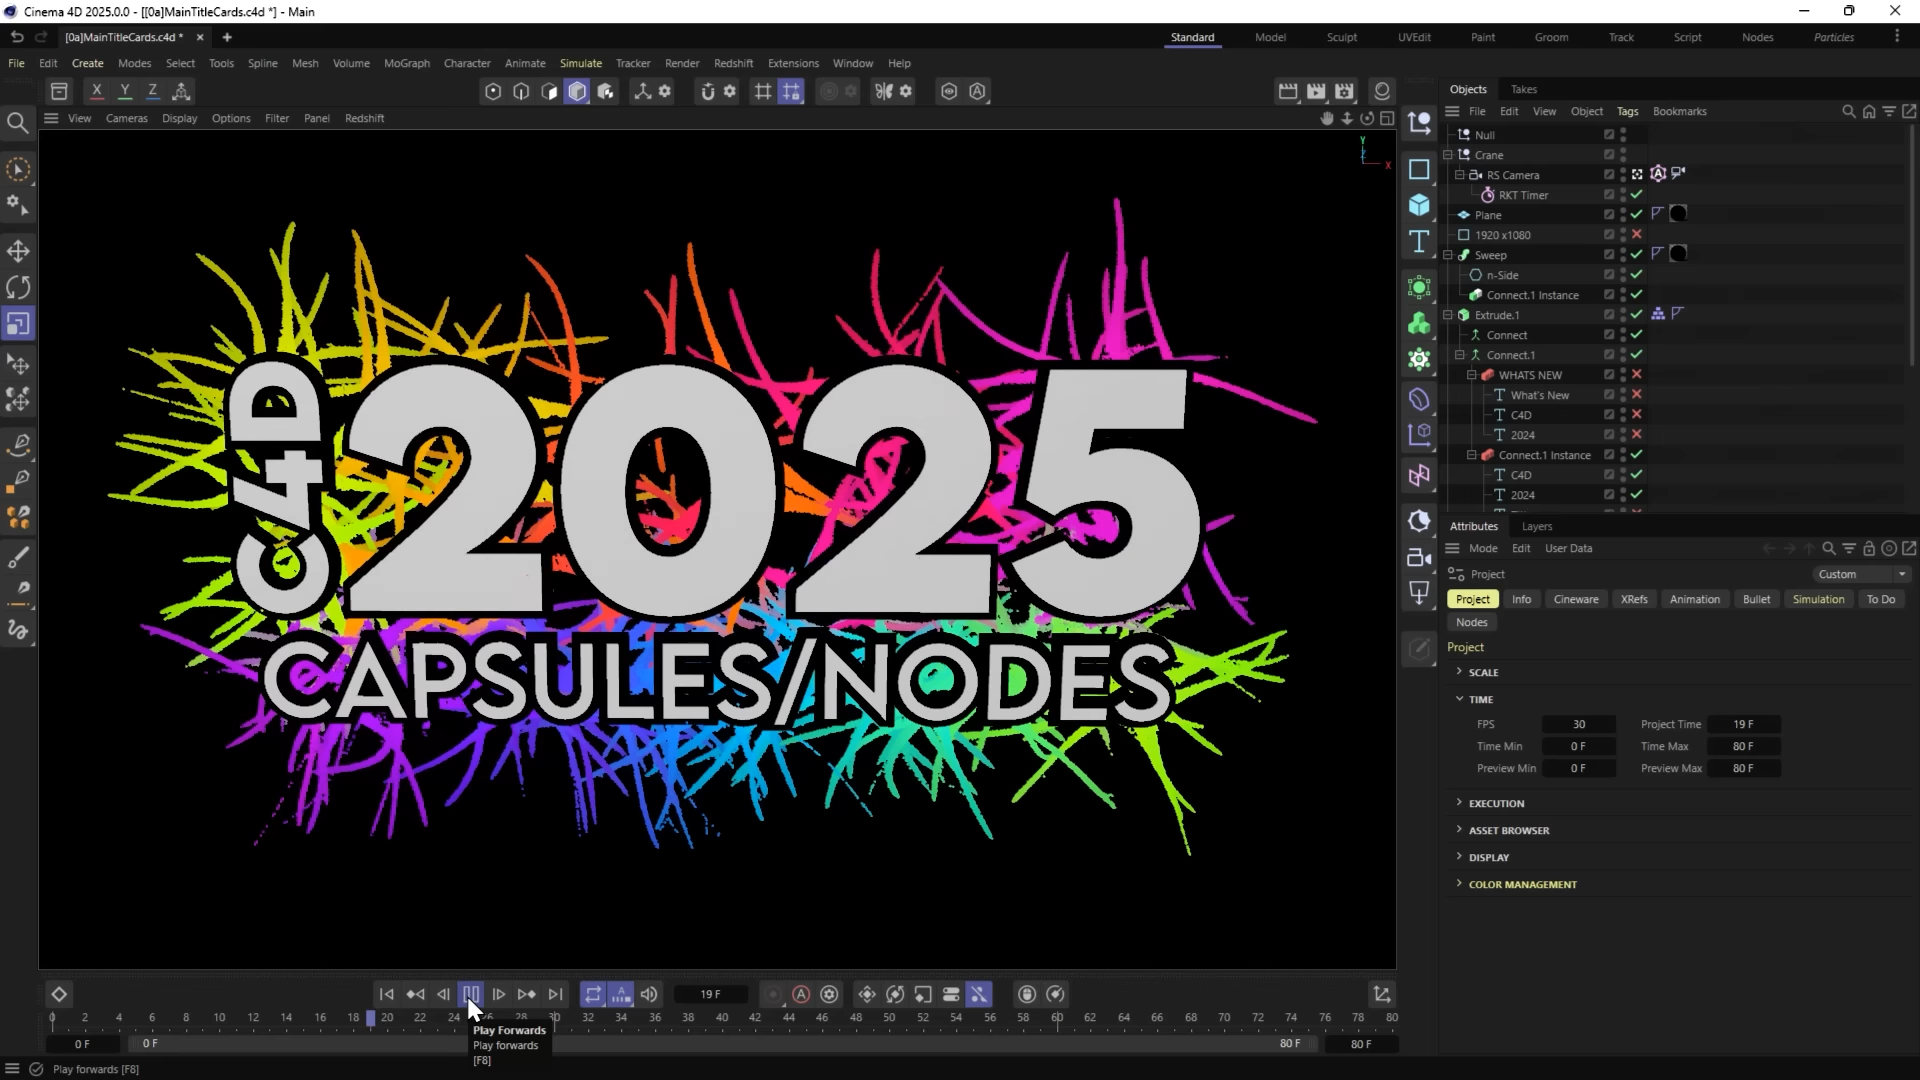 Cinema 4D 2025.0.0 - [[0a]MainTitleCards.c4d *] - Main
[0a]MainTitleCards.c4d *
Standard Model Sculpt UVEdit Paint Groom Track Script Nodes Particles
File Edit Create Modes Select Tools Spline Mesh Volume MoGraph Character Animate Simulate Tracker Render Redshift Extensions Window Help
X Y Z
Objects Takes
View Cameras Display Options Filter Panel Redshift
File Edit View Object Tags Bookmarks
Y
Z
X
Null
Crane
RS Camera
RKT Timer
Plane
1920 x1080
Sweep
n-Side
Connect.1 Instance
Extrude.1
Connect
Connect.1
WHATS NEW
What's New
C4D
2024
Connect.1 Instance
C4D
2024
C4D
2025
CAPSULES/NODES
Attributes Layers
Mode Edit User Data
Project Custom
Project Info Cineware XRefs Animation Bullet Simulation To Do
Nodes
Project
SCALE
TIME
FPS 30 Project Time 19 F
Time Min 0 F Time Max 80 F
Preview Min 0 F Preview Max 80 F
EXECUTION
ASSET BROWSER
DISPLAY
COLOR MANAGEMENT
19 F
0 2 4 6 8 10 12 14 16 18 20 22 24 26 28 30 32 34 36 38 40 42 44 46 48 50 52 54 56 58 60 62 64 66 68 70 72 74 76 78 80
Play Forwards
Play forwards
[F8]
0 F 0 F 80 F 80 F
Play forwards [F8]